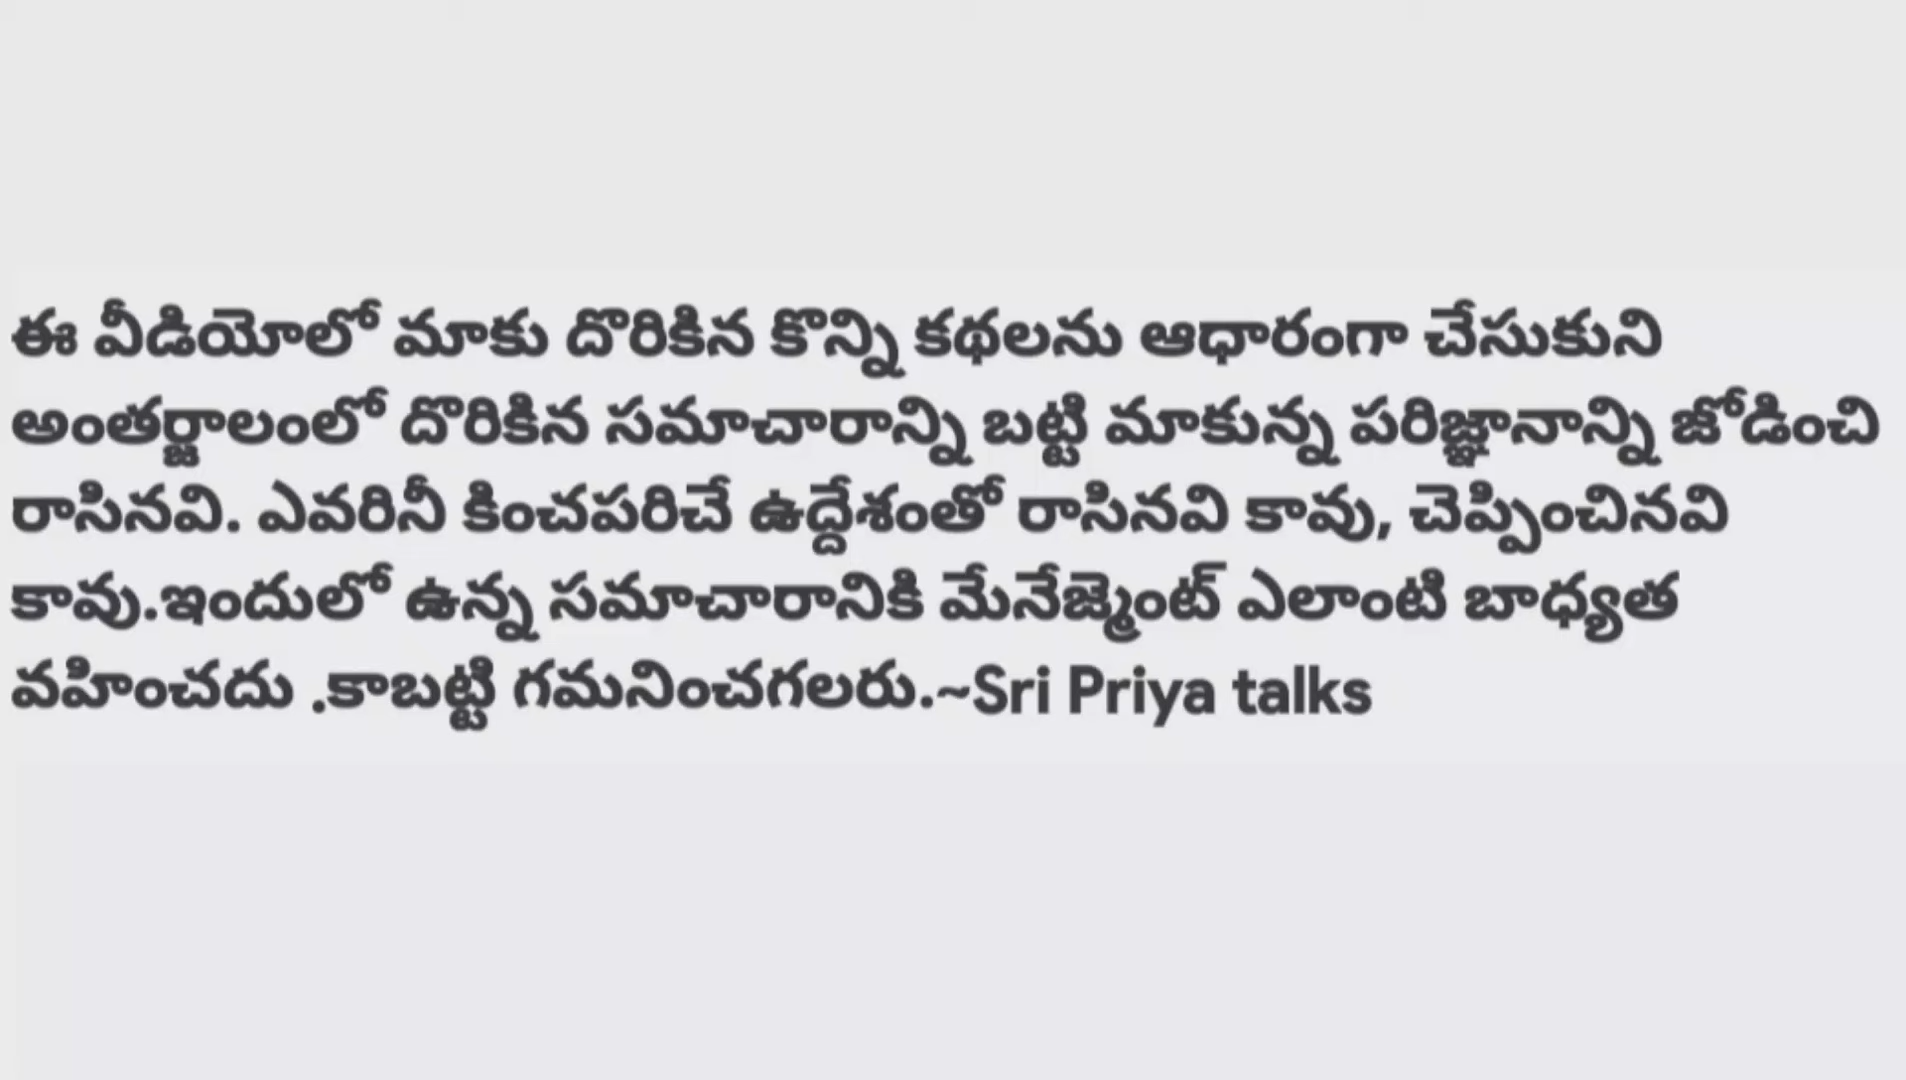 ఈ వీడియోలో మాకు దొరికిన కొన్ని కథలను ఆధారంగా చేసుకుని
అంతర్జాలంలో దొరికిన సమాచారాన్ని బట్టి మాకున్న పరిజ్ఞానాన్ని జోడించి
రాసినవి. ఎవరినీ కించపరిచే ఉద్దేశంతో రాసినవి కావు, చెప్పించినవి
కావు.ఇందులో ఉన్న సమాచారానికి మేనేజ్మెంట్ ఎలాంటి బాధ్యత
వహించదు .కాబట్టి గమనించగలరు.~Sri Priya talks